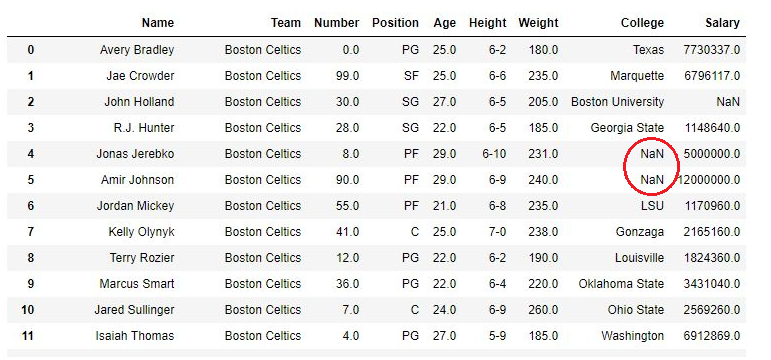 Name Team Number Position Age Height Weight College Salary
0 Avery Bradley Boston Celtics 0.0 PG 25.0 6-2 180.0 Texas 7730337.0
1 Jae Crowder Boston Celtics 99.0 SF 25.0 6-6 235.0 Marquette 6796117.0
2 John Holland Boston Celtics 30.0 SG 27.0 6-5 205.0 Boston University NaN
3 R.J. Hunter Boston Celtics 28.0 SG 22.0 6-5 185.0 Georgia State 1148640.0
4 Jonas Jerebko Boston Celtics 8.0 PF 29.0 6-10 231.0 NaN 5000000.0
5 Amir Johnson Boston Celtics 90.0 PF 29.0 6-9 240.0 NaN 12000000.0
6 Jordan Mickey Boston Celtics 55.0 PF 21.0 6-8 235.0 LSU 1170960.0
7 Kelly Olynyk Boston Celtics 41.0 C 25.0 7-0 238.0 Gonzaga 2165160.0
8 Terry Rozier Boston Celtics 12.0 PG 22.0 6-2 190.0 Louisville 1824360.0
9 Marcus Smart Boston Celtics 36.0 PG 22.0 6-4 220.0 Oklahoma State 3431040.0
10 Jared Sullinger Boston Celtics 7.0 C 24.0 6-9 260.0 Ohio State 2569260.0
11 Isaiah Thomas Boston Celtics 4.0 PG 27.0 5-9 185.0 Washington 6912869.0